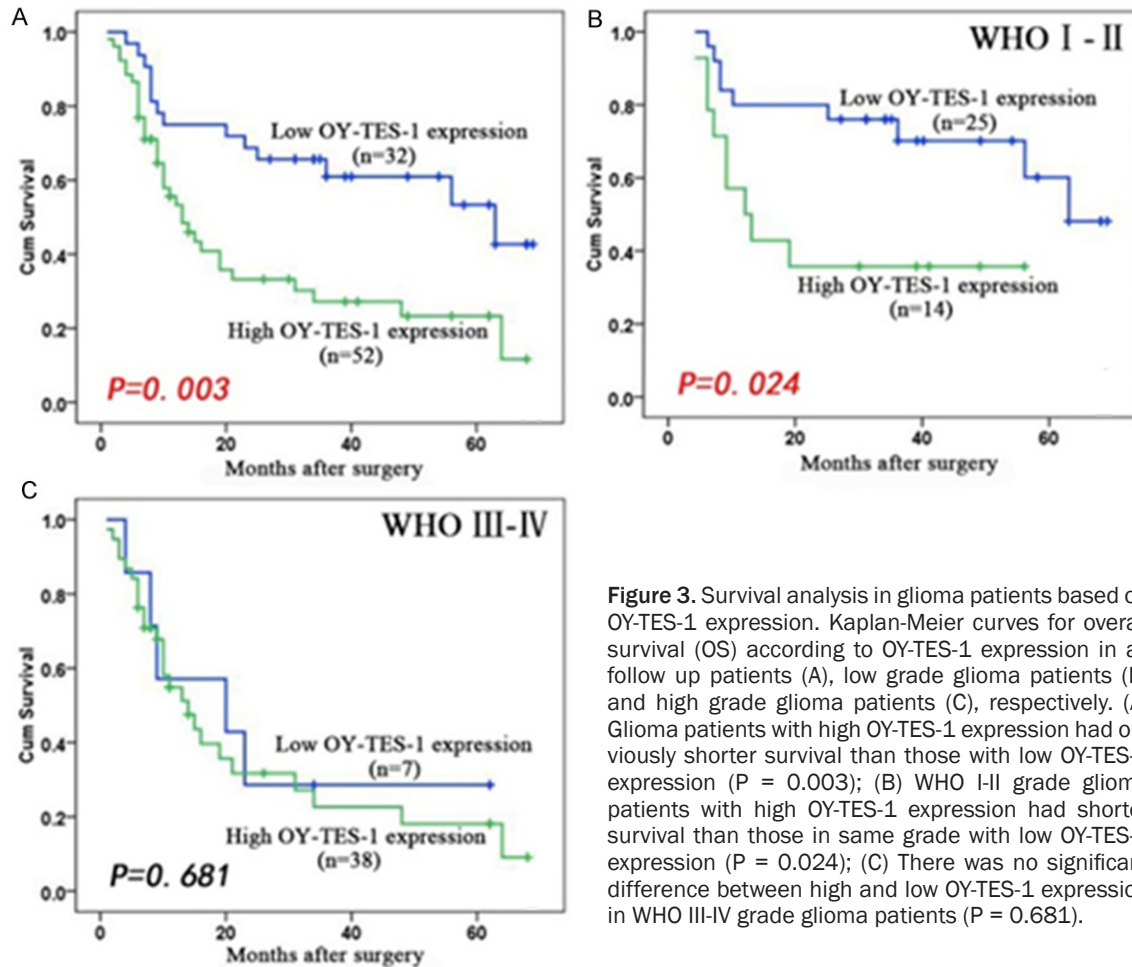 A
1.0
0.8
0.6
0.4
0.2
0.0
Cum Survival
Low OY-TES-1 expression
(n=32)
High OY-TES-1 expression
(n=52)
P=0. 003
0 20 40 60
Months after surgery
B
WHO I - II
1.0
0.8
0.6
0.4
0.2
0.0
Cum Survival
Low OY-TES-1 expression
(n=25)
High OY-TES-1 expression
(n=14)
P=0. 024
0 20 40 60
Months after surgery
C
WHO III-IV
1.0
0.8
0.6
0.4
0.2
0.0
Cum Survival
Low OY-TES-1 expression
(n=7)
High OY-TES-1 expression
(n=38)
P=0. 681
0 20 40 60
Months after surgery
Figure 3. Survival analysis in glioma patients based
OY-TES-1 expression. Kaplan-Meier curves for
survival (OS) according to OY-TES-1 expression in
follow up patients (A), low grade glioma patients
and high grade glioma patients (C), respectively.
Glioma patients with high OY-TES-1 expression had
viously shorter survival than those with low
expression (P = 0.003); (B) WHO I-II grade
patients with high OY-TES-1 expression had
survival than those in same grade with low
expression (P = 0.024); (C) There was no
difference between high and low OY-TES-1
in WHO III-IV grade glioma patients (P = 0.681).